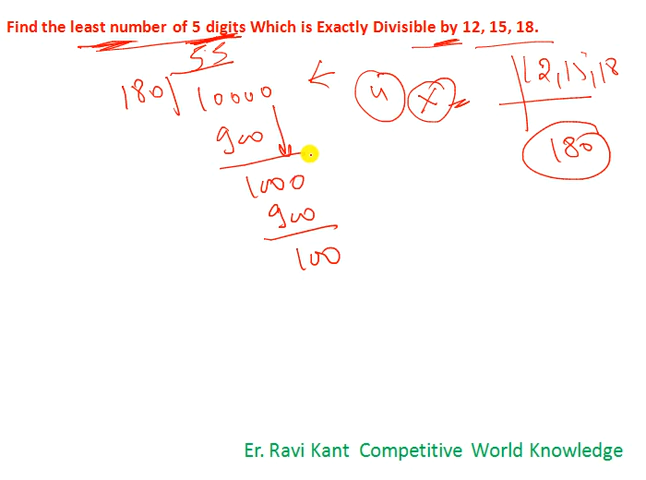 Find the least number of 5 digits Which is Exactly Divisible by 12, 15, 18.
55
180 10000
900
1000
900
100
12, 15, 18
180
Er. Ravi Kant Competitive World Knowledge